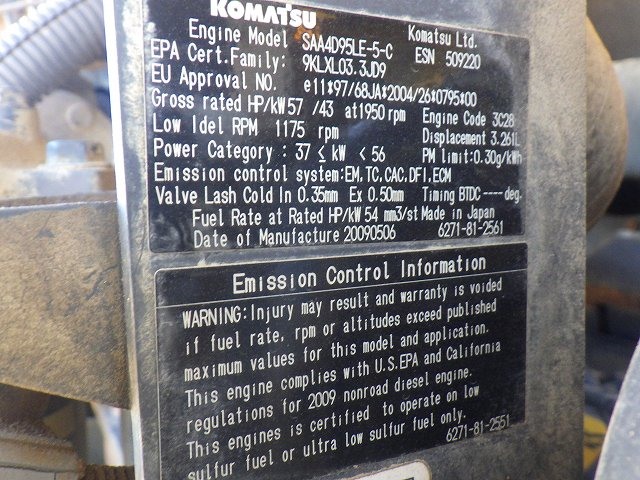 KOMATSU Komatsu Ltd.
Engine Model SAA4D95LE-5-C ESN 509220
EPA Cert.Family: 9KLXL03.3JD9
EU Approval NO. e11*97/68JA*2004/26*0795*00
Gross rated HP/kW 57 /43 at 1950 rpm Engine Code 3C28
Low Idel RPM 1175 rpm Displacement 3.261L
Power Category : 37 ≤ kW < 56 PM limit:0.30g/kWh
Emission control system:EM,TC,CAC,DFI,ECM
Valve Lash Cold In 0.35mm Ex 0.50mm Timing BTDC ---- deg.
Fuel Rate at Rated HP/kW 54 mm3/st Made in Japan
Date of Manufacture 20090506 6271-81-2561
Emission Control Information
WARNING:Injury may result and warranty is voided
if fuel rate, rpm or altitudes exceed published
maximum values for this model and application.
This engine complies with U.S.EPA and California
regulations for 2009 nonroad diesel engine.
This engines is certified to operate on low
sulfur fuel or ultra low sulfur fuel only.
6271-81-2551